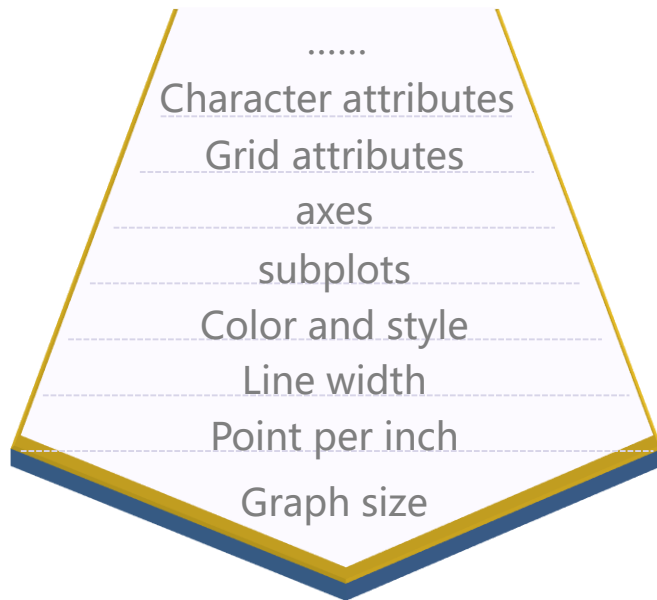 ......
Character attributes
Grid attributes
axes
subplots
Color and style
Line width
Point per inch
Graph size